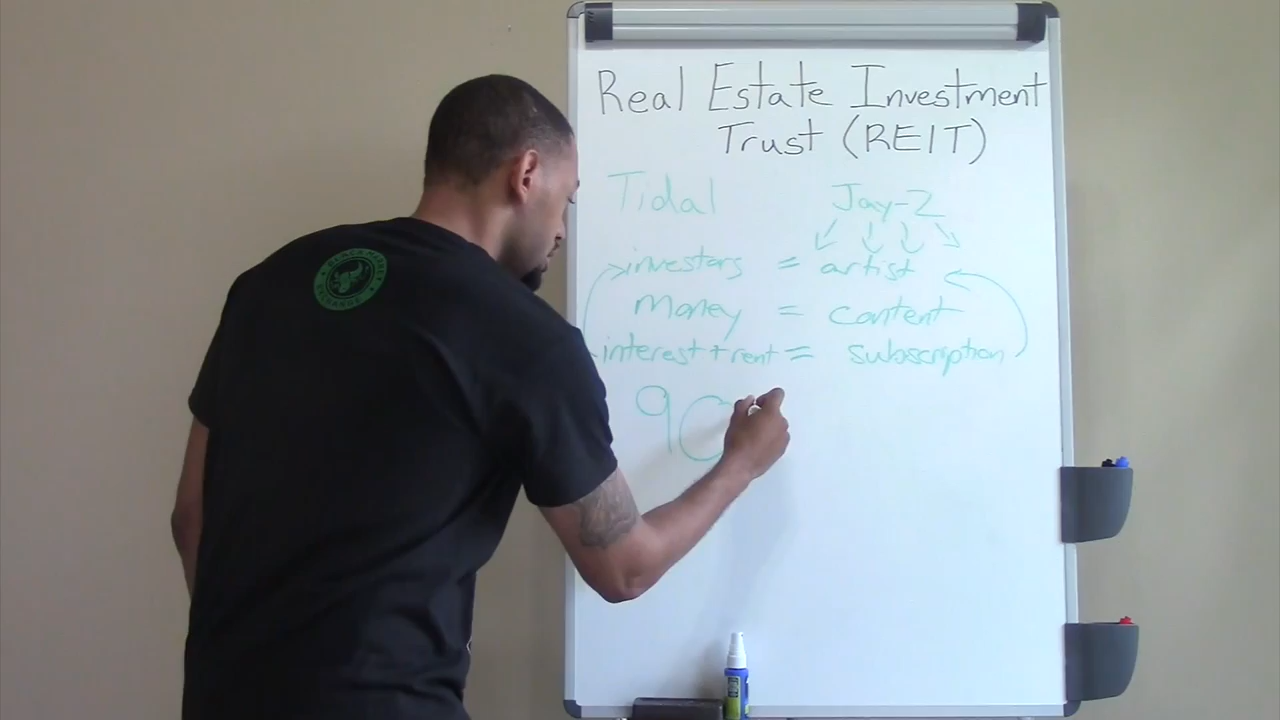 Real Estate Investment
Trust (REIT)
Tidal Jay-Z
investors = artist
money = content
interest + rent = subscription
90